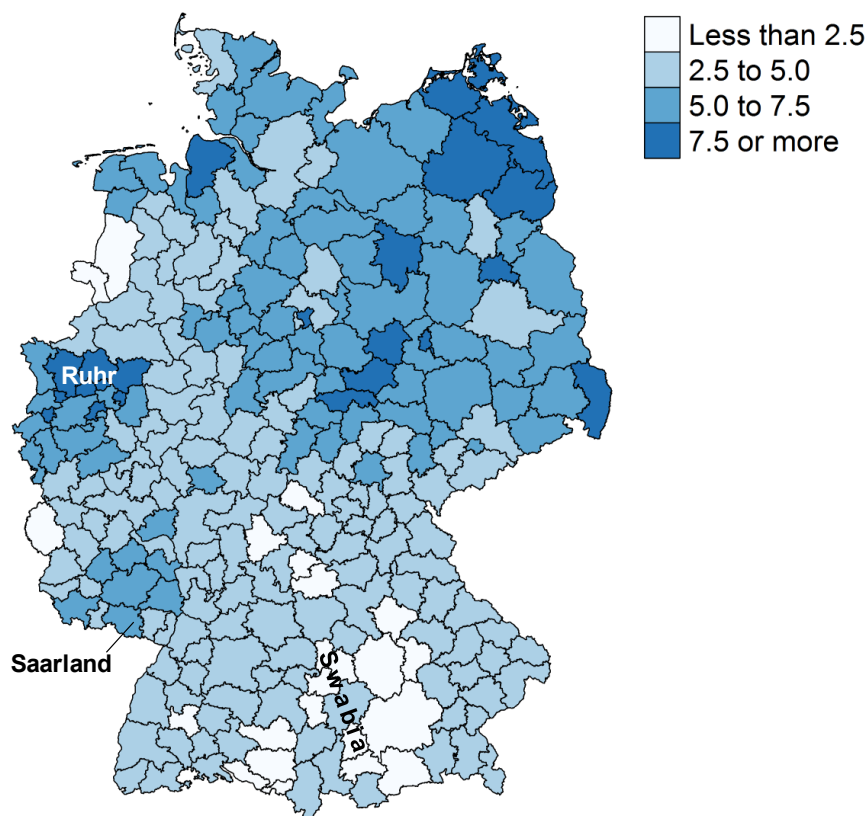 Less than 2.5
2.5 to 5.0
5.0 to 7.5
7.5 or more
Ruhr
Saarland
Swabia